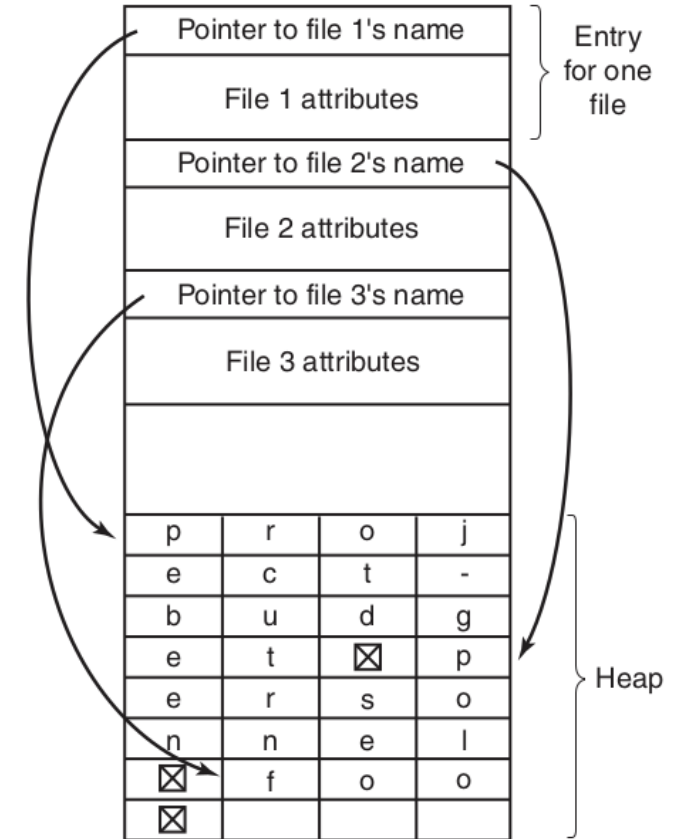 Pointer to file 1's name
Entry
for one
file
File 1 attributes
Pointer to file 2's name
File 2 attributes
Pointer to file 3's name
File 3 attributes
p r o j
e c t -
b u d g
e t ☒ p
e r s o
n n e l
☒ f o o
☒
Heap